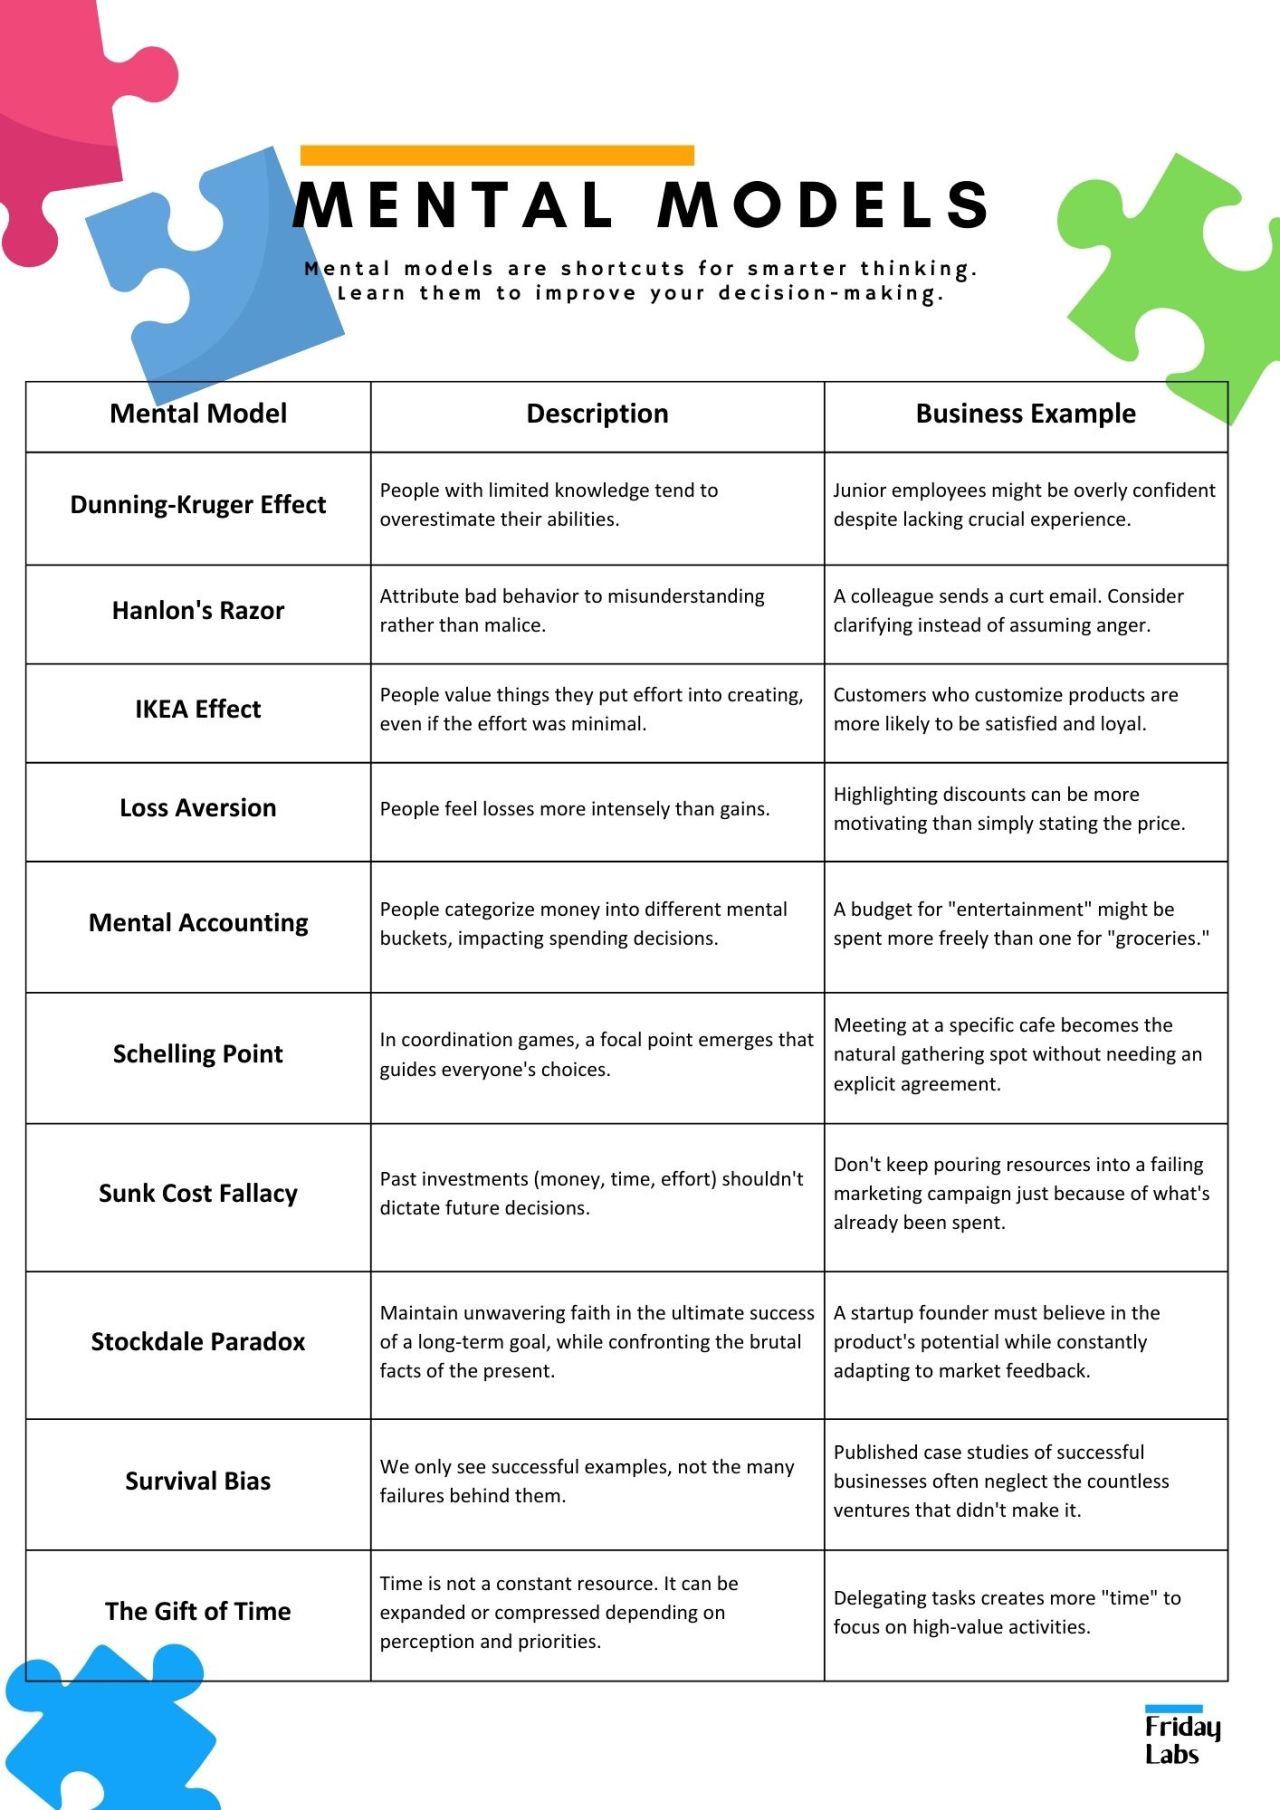 MENTAL MODELS
Mental models are shortcuts for smarter thinking.
Learn them to improve your decision-making.
Mental Model
Description
Business Example
Dunning-Kruger Effect
People with limited knowledge tend to
overestimate their abilities.
Junior employees might be overly confident
despite lacking crucial experience.
Hanlon's Razor
Attribute bad behavior to misunderstanding
rather than malice.
A colleague sends a curt email. Consider
clarifying instead of assuming anger.
IKEA Effect
People value things they put effort into creating,
even if the effort was minimal.
Customers who customize products are
more likely to be satisfied and loyal.
Loss Aversion
People feel losses more intensely than gains.
Highlighting discounts can be more
motivating than simply stating the price.
Mental Accounting
People categorize money into different mental
buckets, impacting spending decisions.
A budget for "entertainment" might be
spent more freely than one for "groceries."
Schelling Point
In coordination games, a focal point emerges that
guides everyone's choices.
Meeting at a specific cafe becomes the
natural gathering spot without needing an
explicit agreement.
Sunk Cost Fallacy
Past investments (money, time, effort) shouldn't
dictate future decisions.
Don't keep pouring resources into a failing
marketing campaign just because of what's
already been spent.
Stockdale Paradox
Maintain unwavering faith in the ultimate success
of a long-term goal, while confronting the brutal
facts of the present.
A startup founder must believe in the
product's potential while constantly
adapting to market feedback.
Survival Bias
We only see successful examples, not the many
failures behind them.
Published case studies of successful
businesses often neglect the countless
ventures that didn't make it.
The Gift of Time
Time is not a constant resource. It can be
expanded or compressed depending on
perception and priorities.
Delegating tasks creates more "time" to
focus on high-value activities.
Friday
Labs